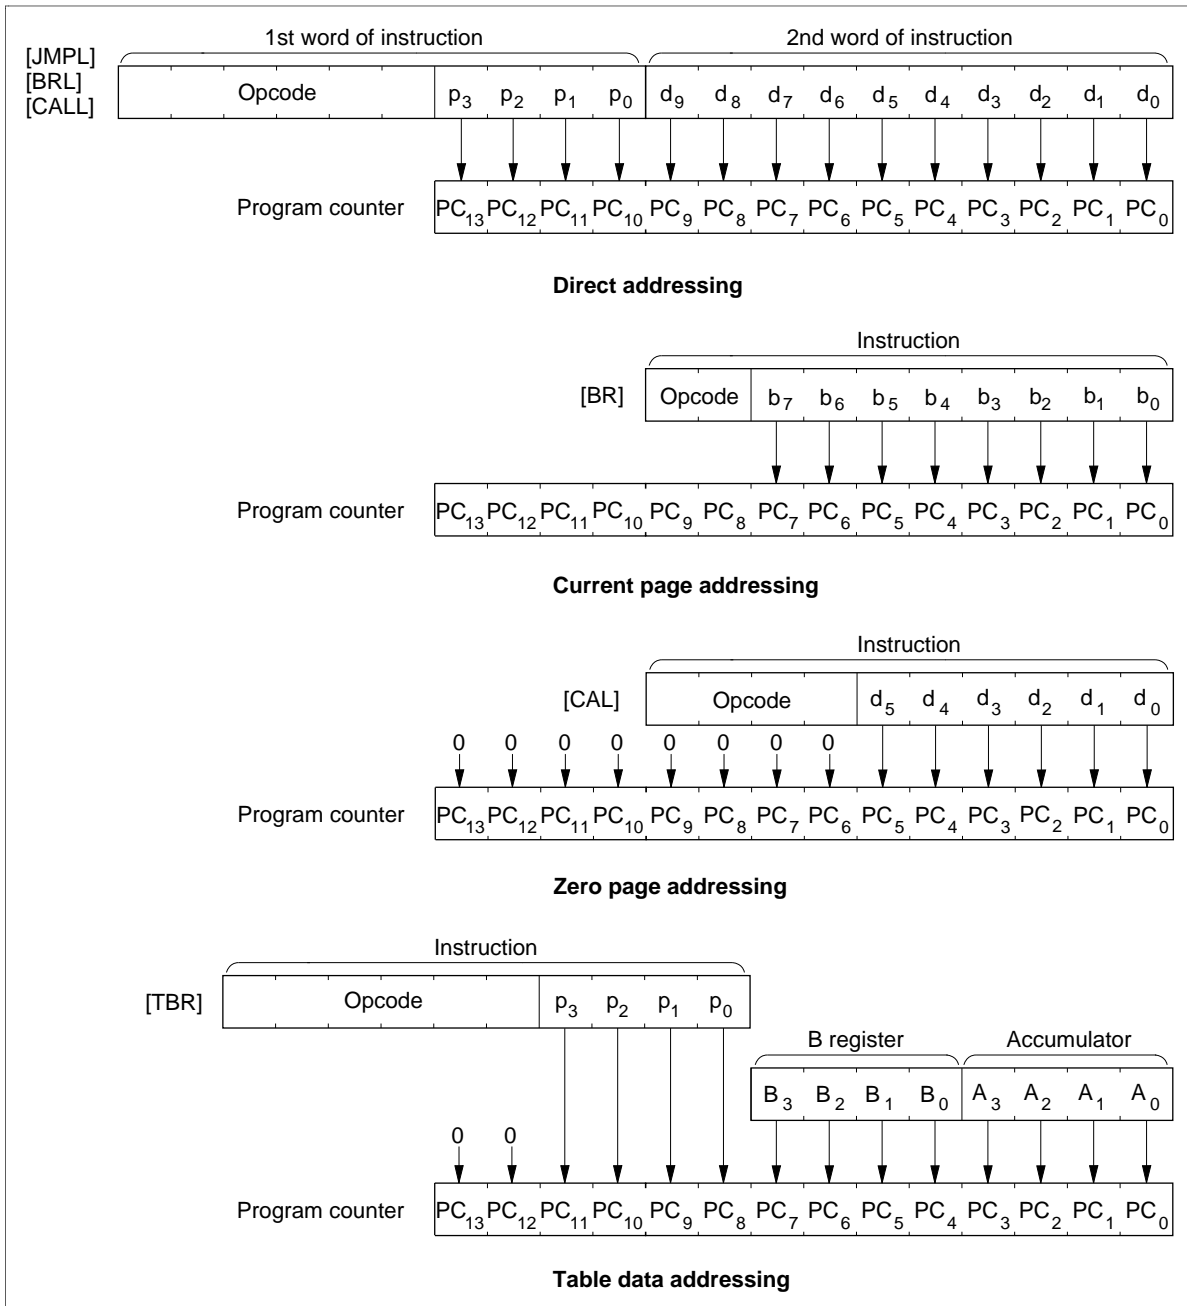 1st word of instruction 2nd word of instruction
[JMPL]
[BRL]
[CALL]
Opcode p3 p2 p1 p0 d9 d8 d7 d6 d5 d4 d3 d2 d1 d0
Program counter PC13 PC12 PC11 PC10 PC9 PC8 PC7 PC6 PC5 PC4 PC3 PC2 PC1 PC0
Direct addressing
Instruction
[BR] Opcode b7 b6 b5 b4 b3 b2 b1 b0
Program counter PC13 PC12 PC11 PC10 PC9 PC8 PC7 PC6 PC5 PC4 PC3 PC2 PC1 PC0
Current page addressing
Instruction
[CAL] Opcode d5 d4 d3 d2 d1 d0
0 0 0 0 0 0 0 0
Program counter PC13 PC12 PC11 PC10 PC9 PC8 PC7 PC6 PC5 PC4 PC3 PC2 PC1 PC0
Zero page addressing
Instruction
[TBR] Opcode p3 p2 p1 p0
B register Accumulator
B3 B2 B1 B0 A3 A2 A1 A0
0 0
Program counter PC13 PC12 PC11 PC10 PC9 PC8 PC7 PC6 PC5 PC4 PC3 PC2 PC1 PC0
Table data addressing